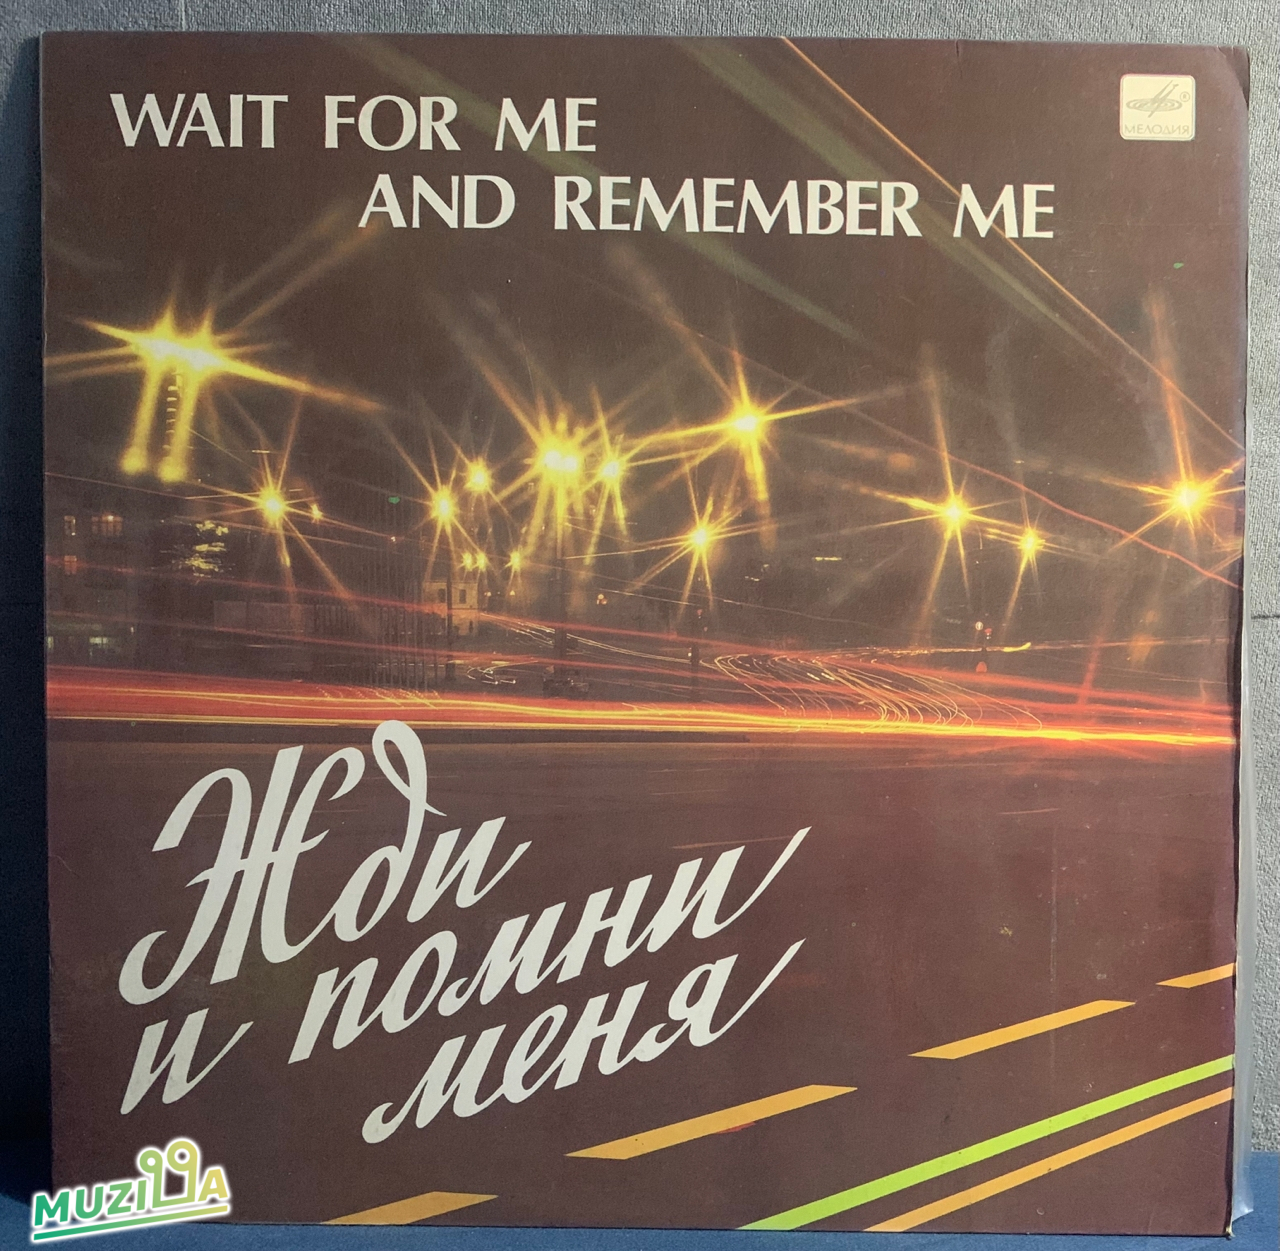 WAIT FOR ME
AND REMEMBER ME
МЕЛОДИЯ
Жди
и помни
меня
MUZILLA